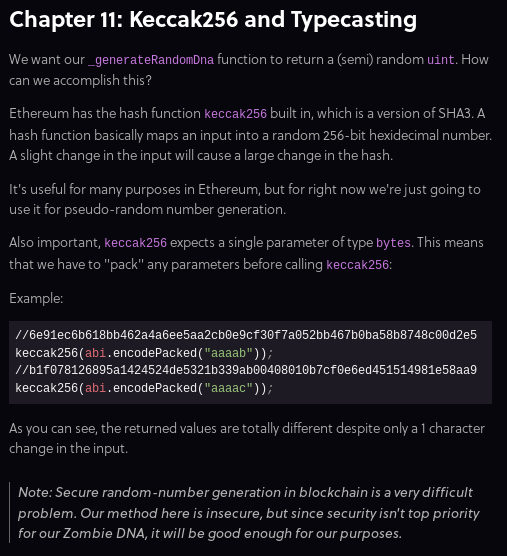 Chapter 11: Keccak256 and Typecasting
We want our _generateRandomDna function to return a (semi) random uint. How
can we accomplish this?
Ethereum has the hash function keccak256 built in, which is a version of SHA3. A
hash function basically maps an input into a random 256-bit hexidecimal number.
A slight change in the input will cause a large change in the hash.
It's useful for many purposes in Ethereum, but for right now we're just going to
use it for pseudo-random number generation.
Also important, keccak256 expects a single parameter of type bytes. This means
that we have to "pack" any parameters before calling keccak256:
Example:
//6e91ec6b618bb462a4a6ee5aa2cb0e9cf30f7a052bb467b0ba58b8748c00d2e5
keccak256(abi.encodePacked("aaaab"));
//b1f078126895a1424524de5321b339ab00408010b7cf0e6ed451514981e58aa9
keccak256(abi.encodePacked("aaaac"));
As you can see, the returned values are totally different despite only a 1 character
change in the input.
Note: Secure random-number generation in blockchain is a very difficult
problem. Our method here is insecure, but since security isn't top priority
for our Zombie DNA, it will be good enough for our purposes.